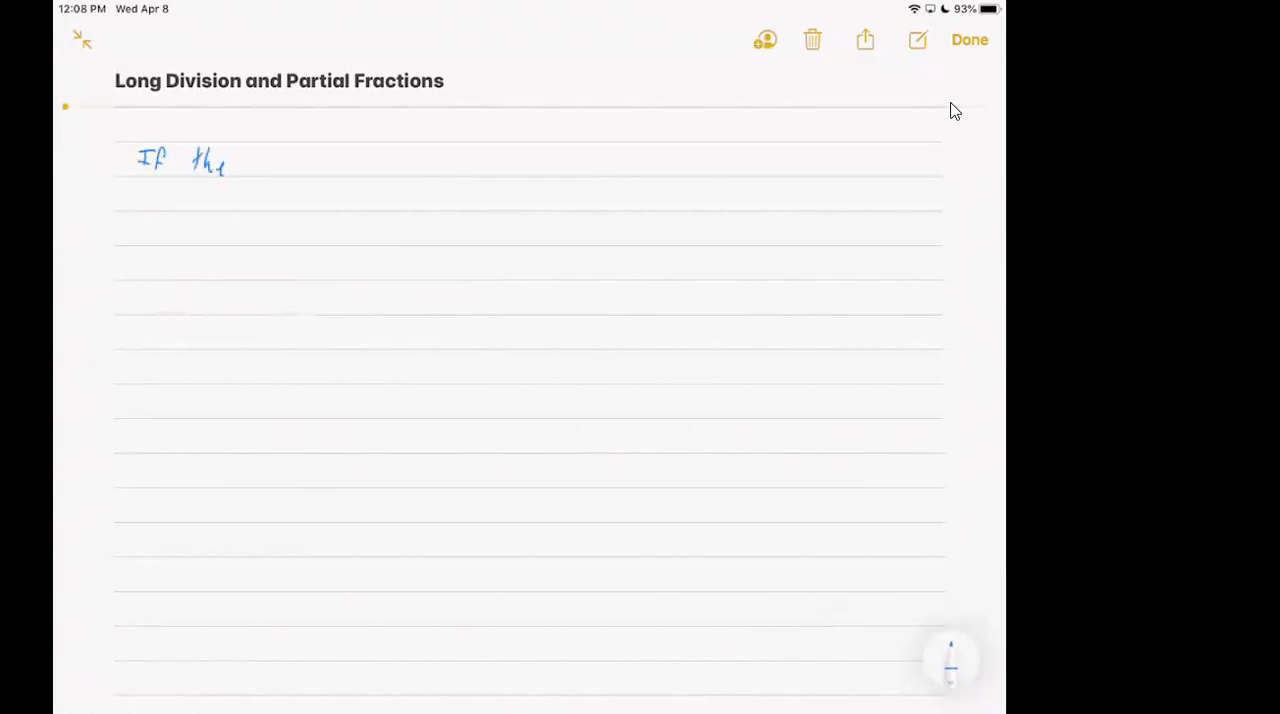 12:08 PM Wed Apr 8 93%
Done
Long Division and Partial Fractions
If the